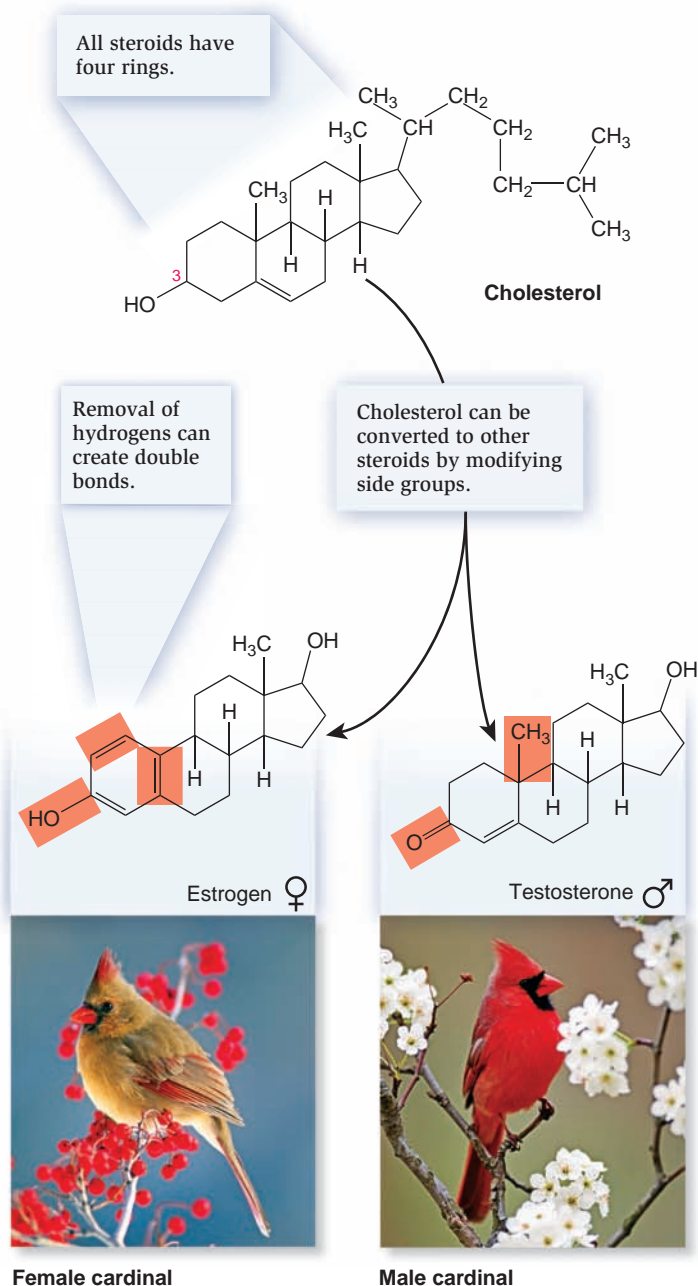 All steroids have
four rings.
CH3
CH2
H3C
CH
CH2
CH3
CH3
H
CH2
CH
CH3
H
H
3
HO
Cholesterol
Removal of
hydrogens can
create double
bonds.
Cholesterol can be
converted to other
steroids by modifying
side groups.
H3C
OH
H
H
H
HO
Estrogen ♀
H3C
OH
CH3
H
H
H
O
Testosterone ♂
Female cardinal
Male cardinal